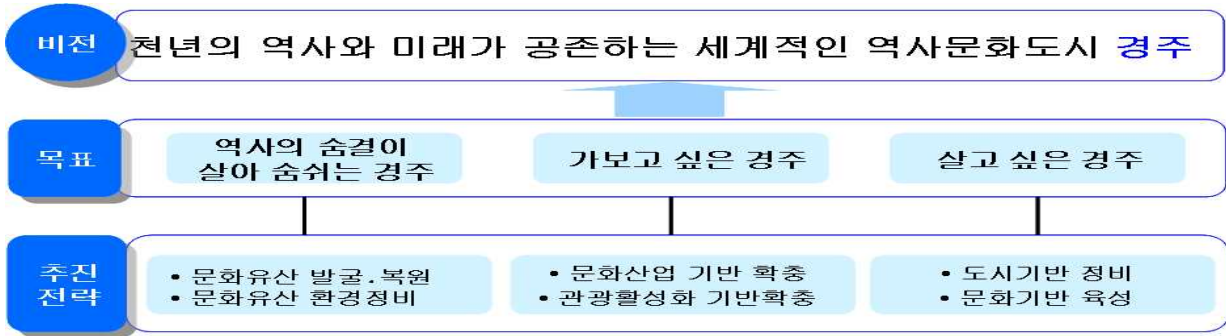 비전
천년의 역사와 미래가 공존하는 세계적인 역사문화도시 경주
목표
역사의 숨결이
살아 숨쉬는 경주
가보고 싶은 경주
살고 싶은 경주
추진
전략
• 문화유산 발굴.복원
• 문화유산 환경정비
• 문화산업 기반 확충
• 관광활성화 기반확충
• 도시기반 정비
• 문화기반 육성